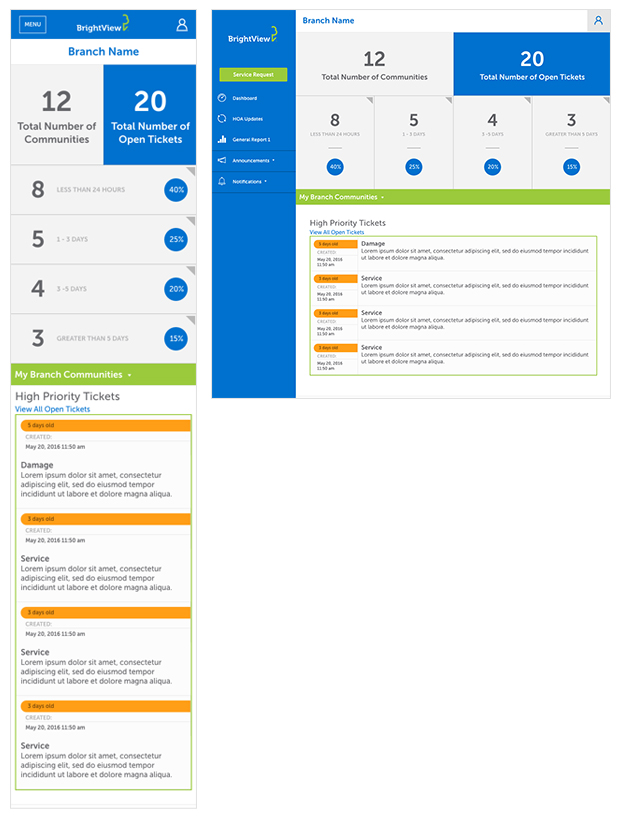 MENU
BrightView
Branch Name
12
Total Number of
Communities
20
Total Number of
Open Tickets
8 LESS THAN 24 HOURS 40%
5 1 - 3 DAYS 25%
4 3 -5 DAYS 20%
3 GREATER THAN 5 DAYS 15%
My Branch Communities
High Priority Tickets
View All Open Tickets
5 days old
CREATED:
May 20, 2016 11:50 am
Damage
Lorem ipsum dolor sit amet, consectetur
adipiscing elit, sed do eiusmod tempor
incididunt ut labore et dolore magna aliqua.
3 days old
CREATED:
May 20, 2016 11:50 am
Service
Lorem ipsum dolor sit amet, consectetur
adipiscing elit, sed do eiusmod tempor
incididunt ut labore et dolore magna aliqua.
3 days old
CREATED:
May 20, 2016 11:50 am
Service
Lorem ipsum dolor sit amet, consectetur
adipiscing elit, sed do eiusmod tempor
incididunt ut labore et dolore magna aliqua.
3 days old
CREATED:
May 20, 2016 11:50 am
Service
Lorem ipsum dolor sit amet, consectetur
adipiscing elit, sed do eiusmod tempor
incididunt ut labore et dolore magna aliqua.
BrightView
Service Request
Dashboard
HOA Updates
General Report 1
Announcements
Notifications
Branch Name
12
Total Number of Communities
20
Total Number of Open Tickets
8
LESS THAN 24 HOURS
40%
5
1 - 3 DAYS
25%
4
3 -5 DAYS
20%
3
GREATER THAN 5 DAYS
15%
My Branch Communities
High Priority Tickets
View All Open Tickets
5 days old
CREATED:
May 20, 2016
11:50 am
Damage
Lorem ipsum dolor sit amet, consectetur adipiscing elit, sed do eiusmod tempor incididunt
ut labore et dolore magna aliqua.
3 days old
CREATED:
May 20, 2016
11:50 am
Service
Lorem ipsum dolor sit amet, consectetur adipiscing elit, sed do eiusmod tempor incididunt
ut labore et dolore magna aliqua.
3 days old
CREATED:
May 20, 2016
11:50 am
Service
Lorem ipsum dolor sit amet, consectetur adipiscing elit, sed do eiusmod tempor incididunt
ut labore et dolore magna aliqua.
3 days old
CREATED:
May 20, 2016
11:50 am
Service
Lorem ipsum dolor sit amet, consectetur adipiscing elit, sed do eiusmod tempor incididunt
ut labore et dolore magna aliqua.